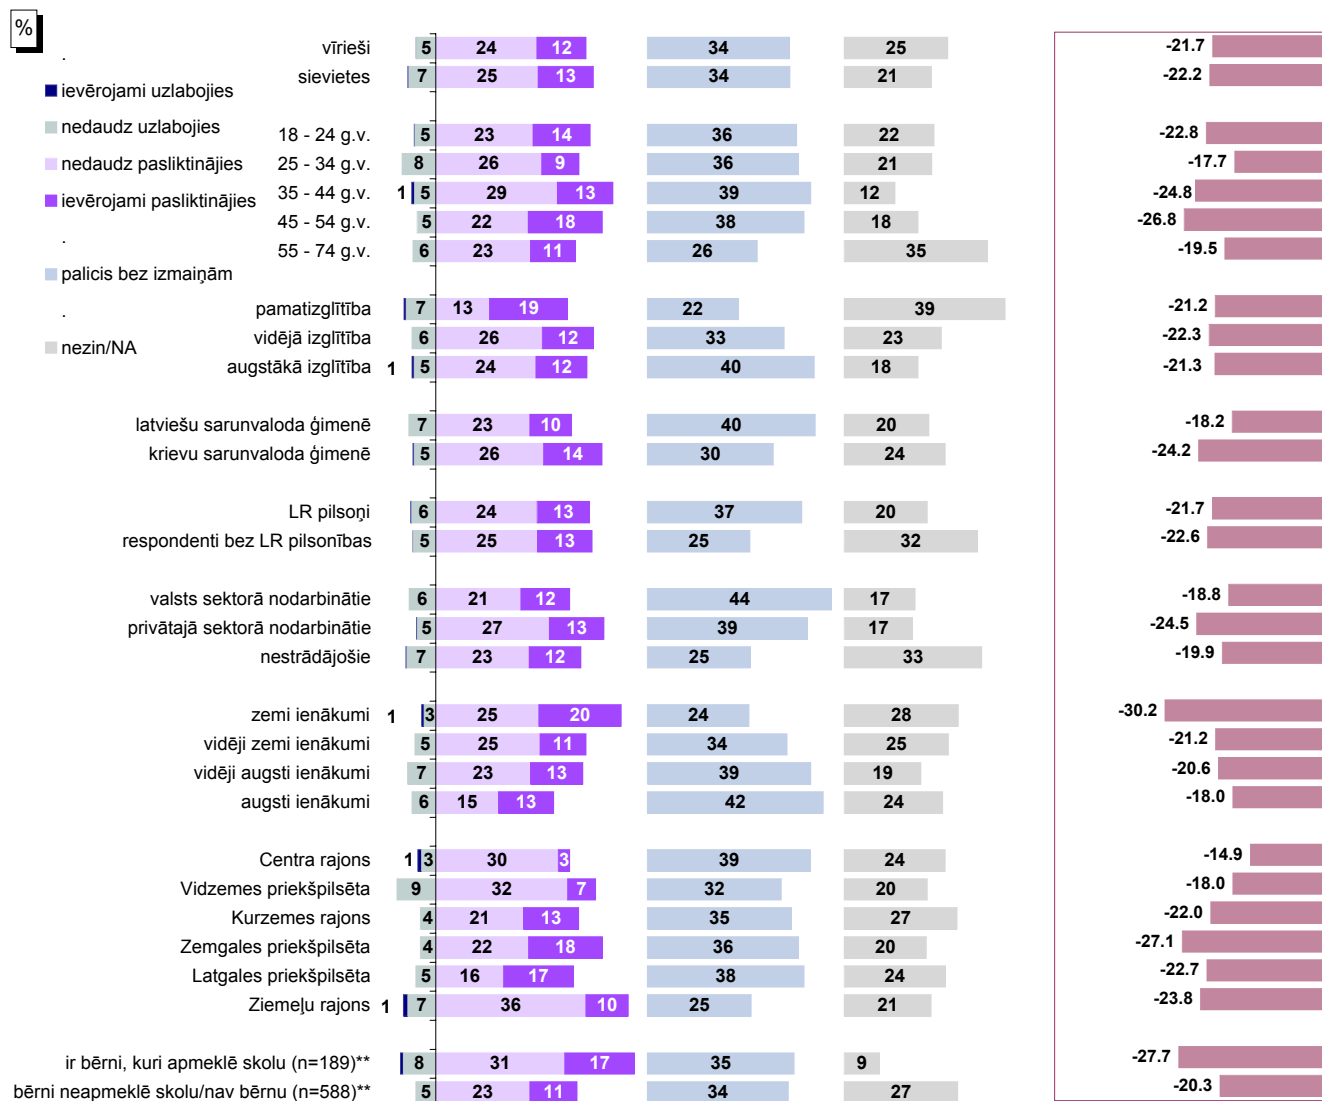 %
.
ievērojami uzlabojies
nedaudz uzlabojies
nedaudz pasliktinājies
ievērojami pasliktinājies
.
palicis bez izmaiņām
.
nezin/NA
vīrieši 5 24 12 34 25 -21.7
sievietes 7 25 13 34 21 -22.2
18 - 24 g.v. 5 23 14 36 22 -22.8
25 - 34 g.v. 8 26 9 36 21 -17.7
35 - 44 g.v. 1 5 29 13 39 12 -24.8
45 - 54 g.v. 5 22 18 38 18 -26.8
55 - 74 g.v. 6 23 11 26 35 -19.5
pamatizglītība 7 13 19 22 39 -21.2
vidējā izglītība 6 26 12 33 23 -22.3
augstākā izglītība 1 5 24 12 40 18 -21.3
latviešu sarunvaloda ģimenē 7 23 10 40 20 -18.2
krievu sarunvaloda ģimenē 5 26 14 30 24 -24.2
LR pilsoņi 6 24 13 37 20 -21.7
respondenti bez LR pilsonības 5 25 13 25 32 -22.6
valsts sektorā nodarbinātie 6 21 12 44 17 -18.8
privātajā sektorā nodarbinātie 5 27 13 39 17 -24.5
nestrādājošie 7 23 12 25 33 -19.9
zemi ienākumi 1 3 25 20 24 28 -30.2
vidēji zemi ienākumi 5 25 11 34 25 -21.2
vidēji augsti ienākumi 7 23 13 39 19 -20.6
augsti ienākumi 6 15 13 42 24 -18.0
Centra rajons 1 3 30 3 39 24 -14.9
Vidzemes priekšpilsēta 9 32 7 32 20 -18.0
Kurzemes rajons 4 21 13 35 27 -22.0
Zemgales priekšpilsēta 4 22 18 36 20 -27.1
Latgales priekšpilsēta 5 16 17 38 24 -22.7
Ziemeļu rajons 1 7 36 10 25 21 -23.8
ir bērni, kuri apmeklē skolu (n=189)** 8 31 17 35 9 -27.7
bērni neapmeklē skolu/nav bērnu (n=588)** 5 23 11 34 27 -20.3